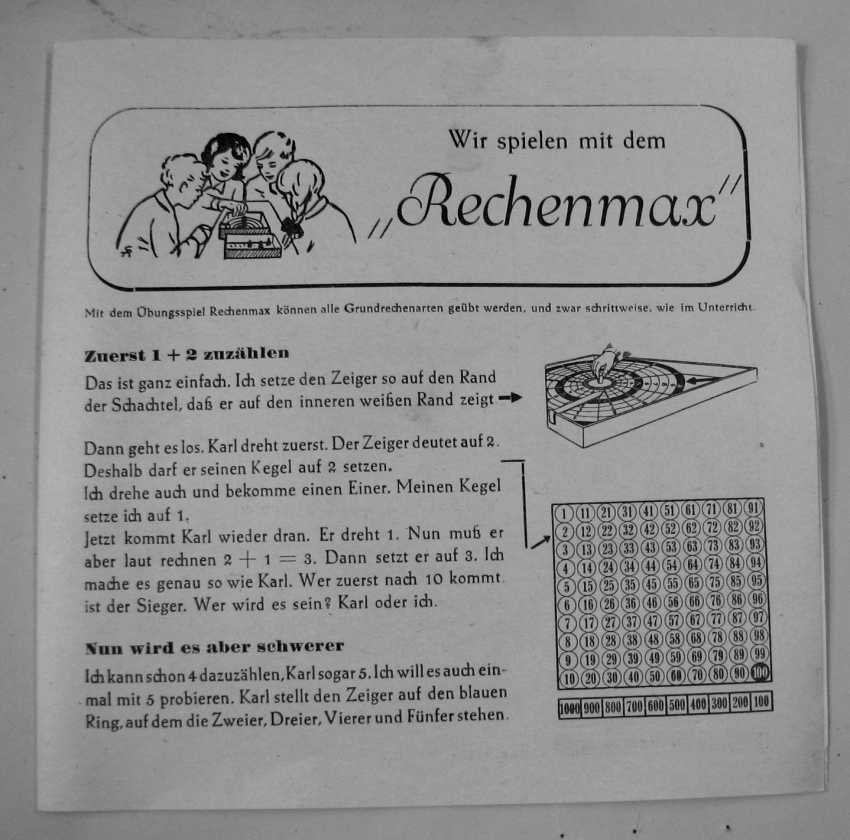 Wir spielen mit dem
„Rechenmax"
Mit dem Übungsspiel Rechenmax können alle Grundrechenarten geübt werden, und zwar schrittweise, wie im Unterricht.
Zuerst 1 + 2 zuzählen
Das ist ganz einfach. Ich setze den Zeiger so auf den Rand
der Schachtel, daß er auf den inneren weißen Rand zeigt
Dann geht es los. Karl dreht zuerst. Der Zeiger deutet auf 2.
Deshalb darf er seinen Kegel auf 2 setzen.
Ich drehe auch und bekomme einen Einer. Meinen Kegel
setze ich auf 1.
Jetzt kommt Karl wieder dran. Er dreht 1. Nun muß er
aber laut rechnen 2 + 1 = 3. Dann setzt er auf 3. Ich
mache es genau so wie Karl. Wer zuerst nach 10 kommt
ist der Sieger. Wer wird es sein? Karl oder ich.
Nun wird es aber schwerer
Ich kann schon 4 dazuzählen, Karl sogar 5. Ich will es auch ein-
mal mit 5 probieren. Karl stellt den Zeiger auf den blauen
Ring, auf dem die Zweier, Dreier, Vierer und Fünfer stehen.
1 11 21 31 41 51 61 71 81 91
2 12 22 32 42 52 62 72 82 92
3 13 23 33 43 53 63 73 83 93
4 14 24 34 44 54 64 74 84 94
5 15 25 35 45 55 65 75 85 95
6 16 26 36 46 56 66 76 86 96
7 17 27 37 47 57 67 77 87 97
8 18 28 38 48 58 68 78 88 98
9 19 29 39 49 59 69 79 89 99
10 20 30 40 50 60 70 80 90 100
1000 900 800 700 600 500 400 300 200 100